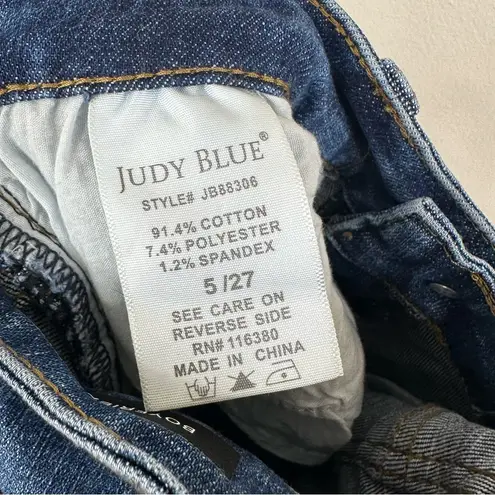 JUDY BLUE®
STYLE# JB88306
91.4% COTTON
7.4% POLYESTER
1.2% SPANDEX
5 /27
SEE CARE ON
REVERSE SIDE
RN# 116380
MADE IN CHINA